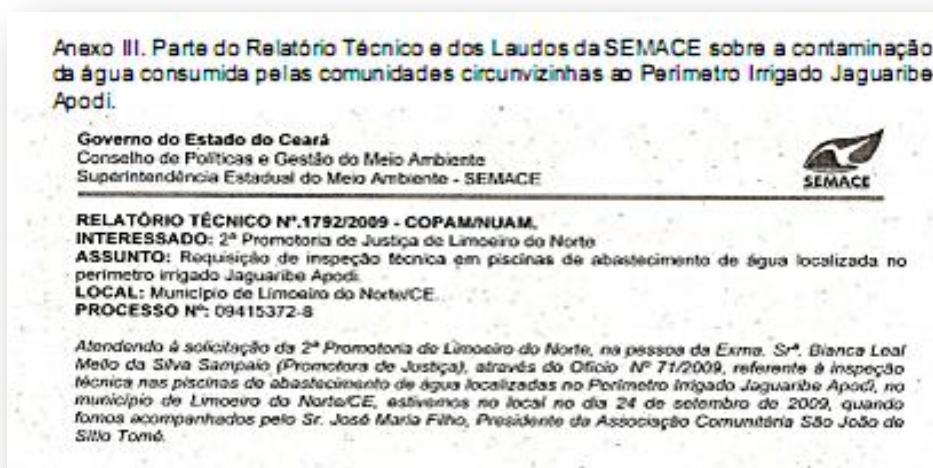 Anexo III. Parte do Relatório Técnico e dos Laudos da SEMACE sobre a contaminação
da água consumida pelas comunidades circunvizinhas ao Perímetro Irrigado Jaguaribe
Apodi.
Governo do Estado do Ceará
Conselho de Políticas e Gestão do Meio Ambiente
Superintendência Estadual do Meio Ambiente - SEMACE
SEMACE
RELATÓRIO TÉCNICO Nº.1792/2009 - COPAM/NUAM.
INTERESSADO: 2ª Promotoria de Justiça de Limoeiro do Norte
ASSUNTO: Requisição de inspeção técnica em piscinas de abastecimento de água localizada no
perímetro irrigado Jaguaribe Apodi.
LOCAL: Município de Limoeiro do Norte/CE.
PROCESSO Nº: 09415372-8
Atendendo à solicitação da 2ª Promotoria de Limoeiro do Norte, na pessoa da Exma. Srª. Bianca Leal
Mello da Silva Sampaio (Promotora de Justiça), através do Ofício Nº 71/2009, referente à inspeção
técnica nas piscinas de abastecimento de água localizadas no Perímetro Irrigado Jaguaribe Apodi, no
município de Limoeiro do Norte/CE, estivemos no local no dia 24 de setembro de 2009, quando
fomos acompanhados pelo Sr. José Maria Filho, Presidente da Associação Comunitária São João de
Sítio Tomé.